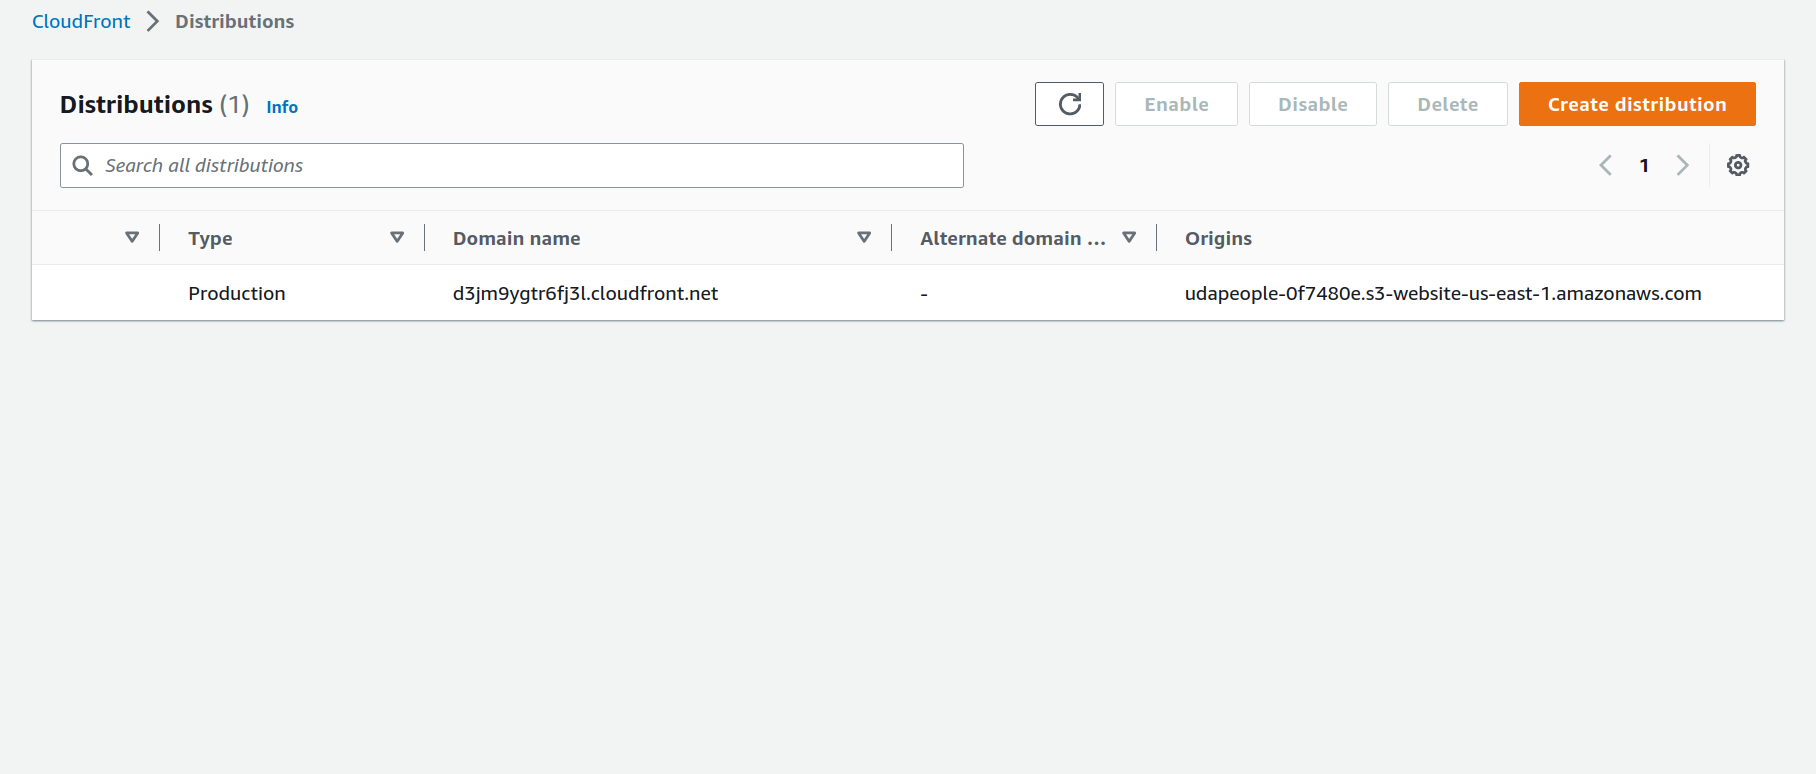 CloudFront > Distributions
Distributions (1) Info
Enable Disable Delete Create distribution
Search all distributions
1
Type Domain name Alternate domain ... Origins
Production d3jm9ygtr6fj3l.cloudfront.net - udapeople-0f7480e.s3-website-us-east-1.amazonaws.com